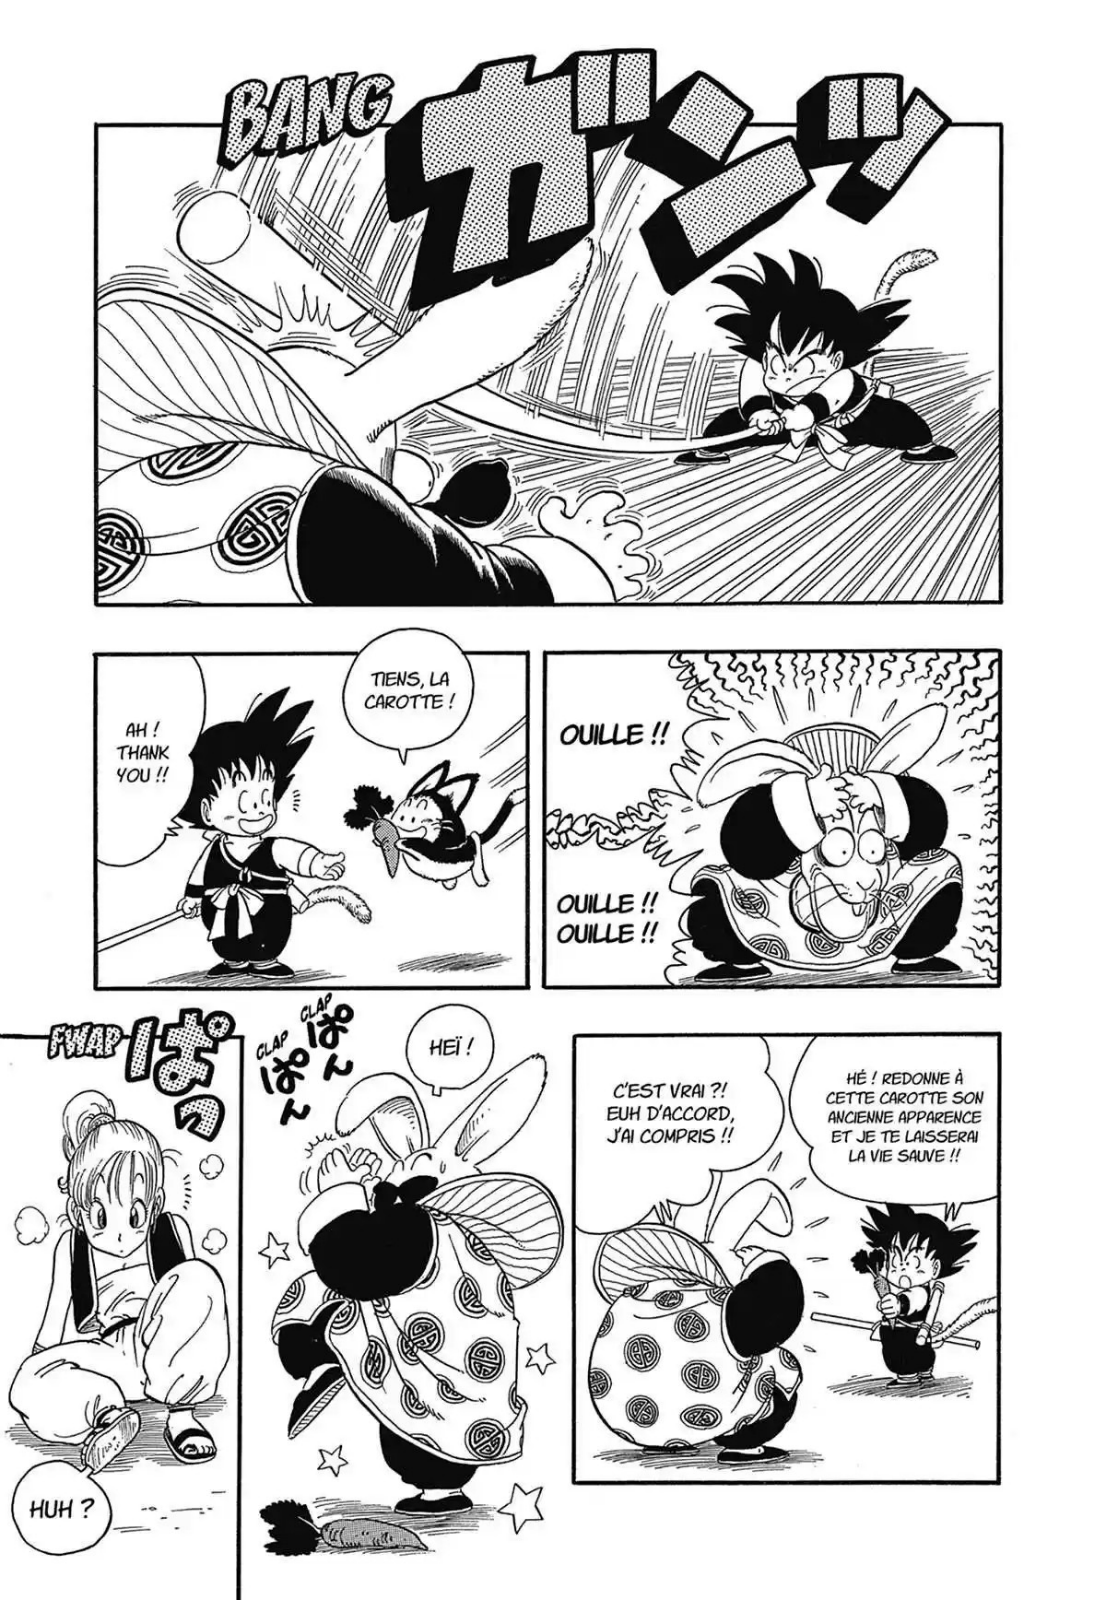 BANG
ガンッ
OUILLE !!
OUILLE !!
OUILLE !!
TIENS, LA
CAROTTE !
AH !
THANK
YOU !!
HÉ ! REDONNE À
CETTE CAROTTE SON
ANCIENNE APPARENCE
ET JE TE LAISSERAI
LA VIE SAUVE !!
C'EST VRAI ?!
EUH D'ACCORD,
J'AI COMPRIS !!
HEÏ !
CLAP
ぱん
CLAP
ぱん
FWAP
ぱっ
HUH ?